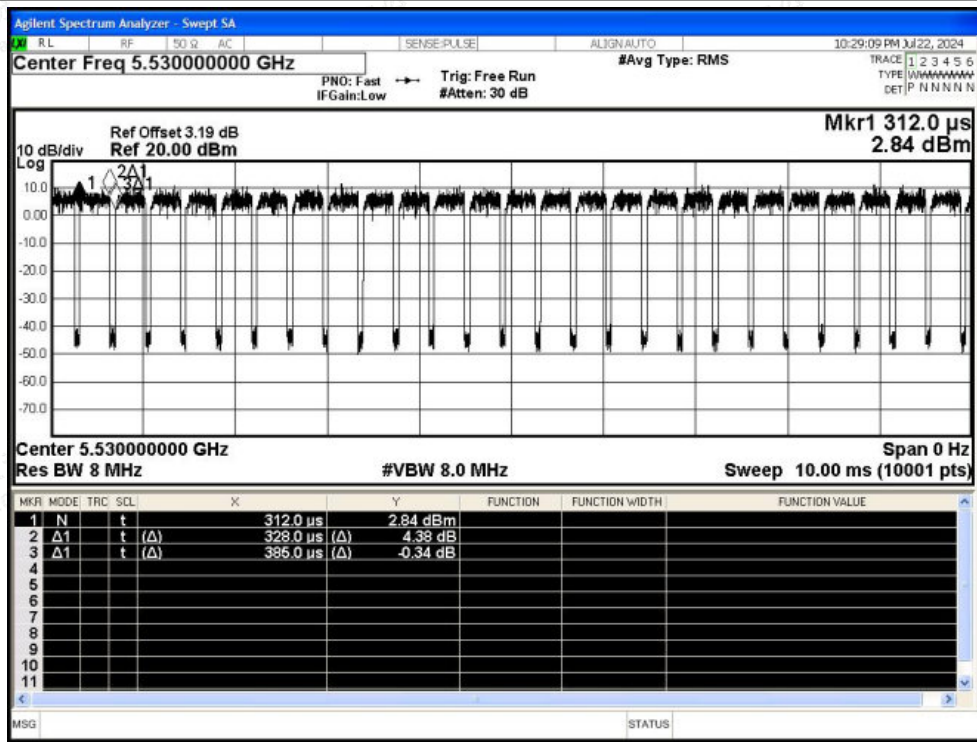 Agilent Spectrum Analyzer - Swept SA
LXI RL RF 50 Ω AC SENSE:PULSE ALIGNAUTO 10:29:09 PM Jul 22, 2024
Center Freq 5.530000000 GHz
PNO: Fast
IFGain:Low
Trig: Free Run
#Atten: 30 dB
#Avg Type: RMS
TRACE 1 2 3 4 5 6
TYPE WWWWWW
DET P N N N N N
Mkr1 312.0 µs
2.84 dBm
Ref Offset 3.19 dB
10 dB/div Ref 20.00 dBm
Log
1 2Δ1
3Δ1
10.0
0.00
-10.0
-20.0
-30.0
-40.0
-50.0
-60.0
-70.0
Center 5.530000000 GHz Span 0 Hz
Res BW 8 MHz #VBW 8.0 MHz Sweep 10.00 ms (10001 pts)
MKR MODE TRC SCL X Y FUNCTION FUNCTION WIDTH FUNCTION VALUE
1 N t 312.0 µs 2.84 dBm
2 Δ1 t (Δ) 328.0 µs (Δ) 4.38 dB
3 Δ1 t (Δ) 385.0 µs (Δ) -0.34 dB
4
5
6
7
8
9
10
11
MSG STATUS